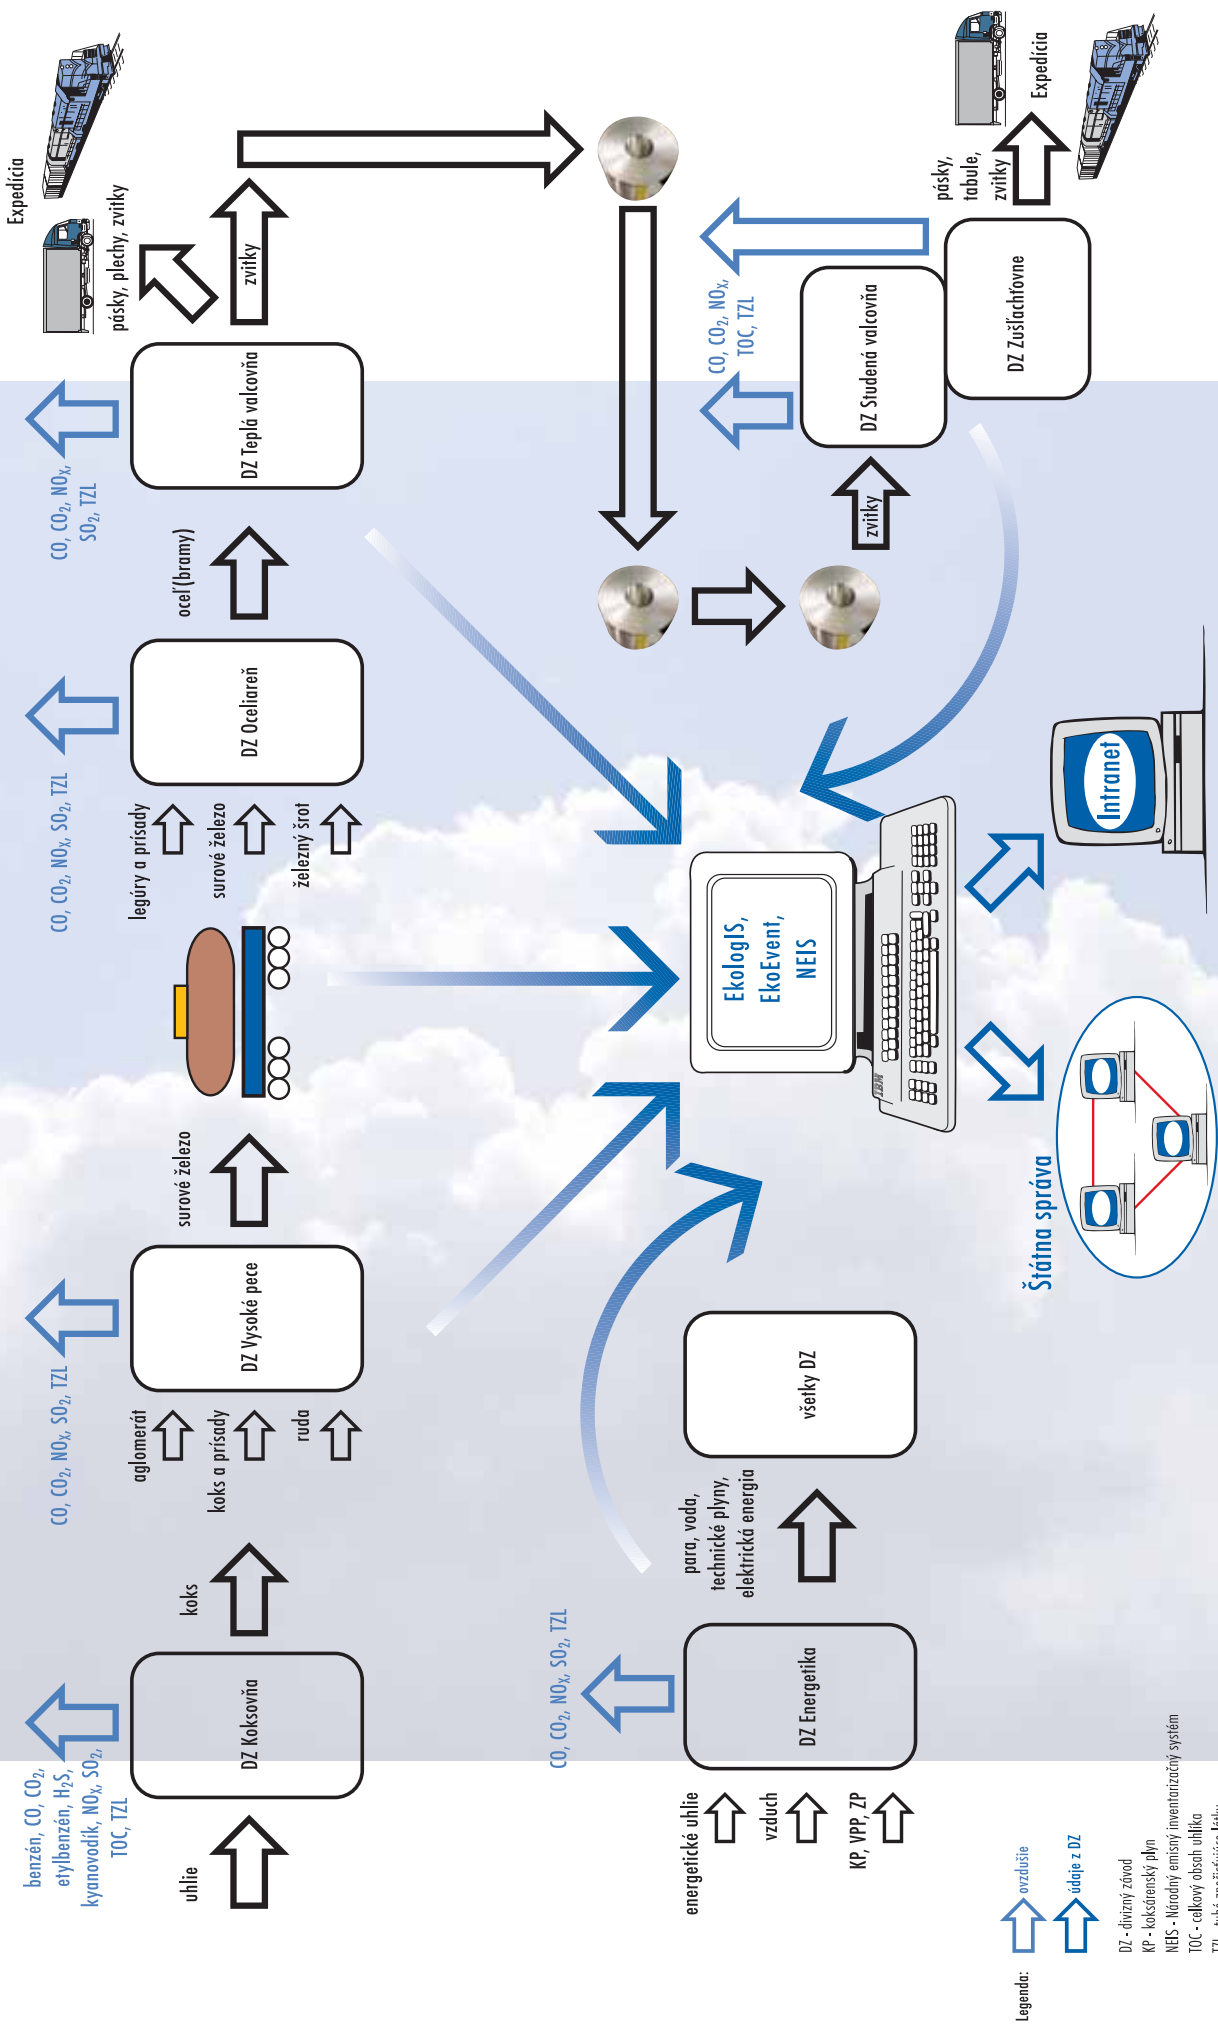 benzén, CO, CO₂,
etylbenzén, H₂S,
kyanovodík, NOₓ, SO₂,
TOC, TZL
uhlie
DZ Koksovňa
koks
CO, CO₂, NOₓ, SO₂, TZL
aglomerát
koks a prísady
ruda
DZ Vysoké pece
surové železo
CO, CO₂, NOₓ, SO₂, TZL
legúry a prísady
surové železo
železný šrot
DZ Oceliareň
oceľ(bramy)
CO, CO₂, NOₓ,
SO₂, TZL
DZ Teplá valcovňa
pásky, plechy, zvitky
zvitky
Expedícia
CO, CO₂, NOₓ, SO₂, TZL
energetické uhlie
vzduch
KP, VPP, ZP
DZ Energetika
para, voda,
technické plyny,
elektrická energia
všetky DZ
EkologIS,
EkoEvent,
NEIS
IBM
zvitky
CO, CO₂, NOₓ,
TOC, TZL
DZ Studená valcovňa
DZ Zušľachťovne
pásky,
tabule,
zvitky
Expedícia
Štátna správa
Intranet
Legenda:
ovzdušie
údaje z DZ
DZ - divizný závod
KP - koksárenský plyn
NEIS - Národný emisný inventarizačný systém
TOC - celkový obsah uhlíka